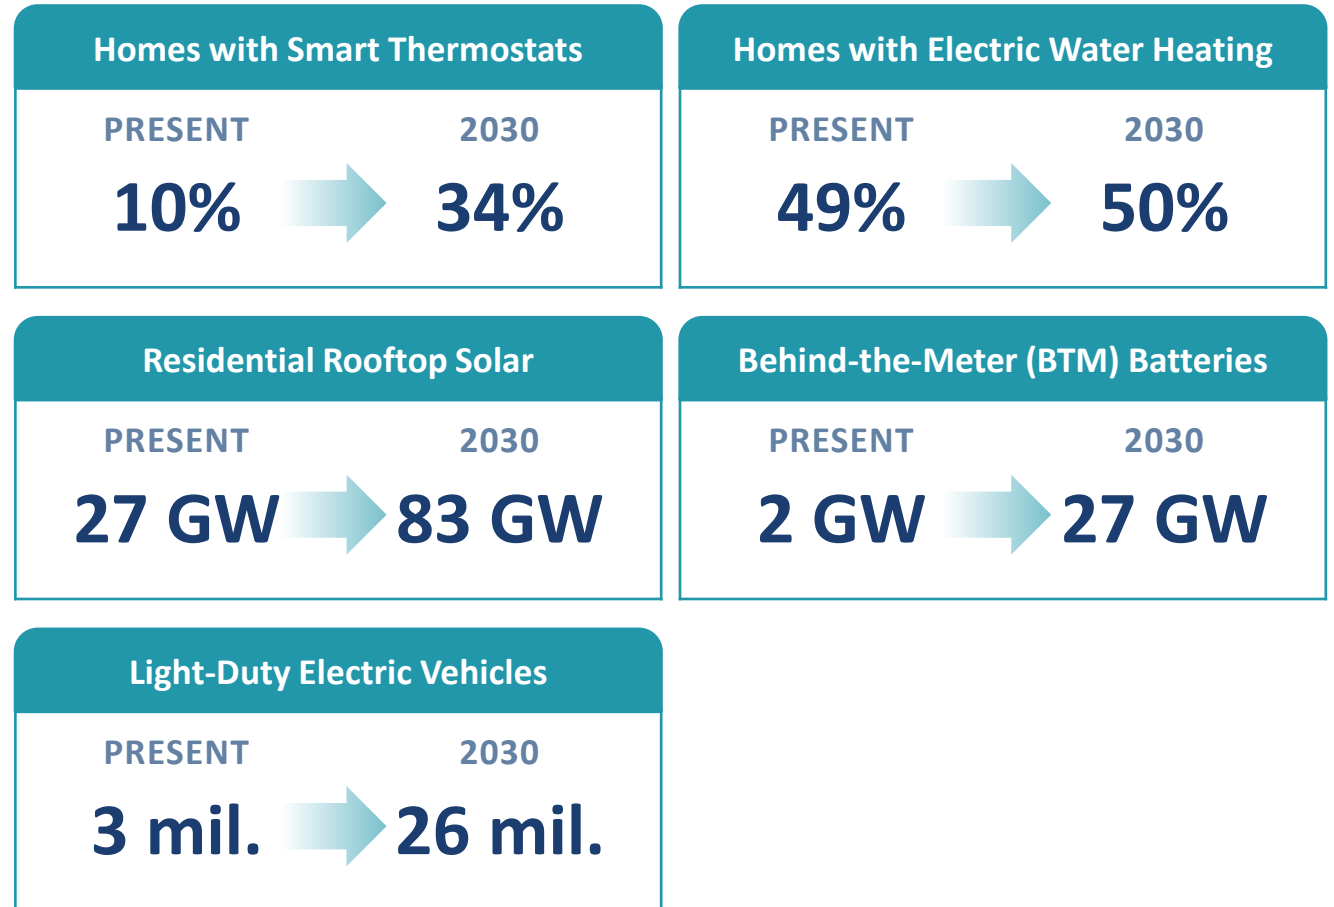 Homes with Smart Thermostats
PRESENT 2030
10% 34%
Homes with Electric Water Heating
PRESENT 2030
49% 50%
Residential Rooftop Solar
PRESENT 2030
27 GW 83 GW
Behind-the-Meter (BTM) Batteries
PRESENT 2030
2 GW 27 GW
Light-Duty Electric Vehicles
PRESENT 2030
3 mil. 26 mil.